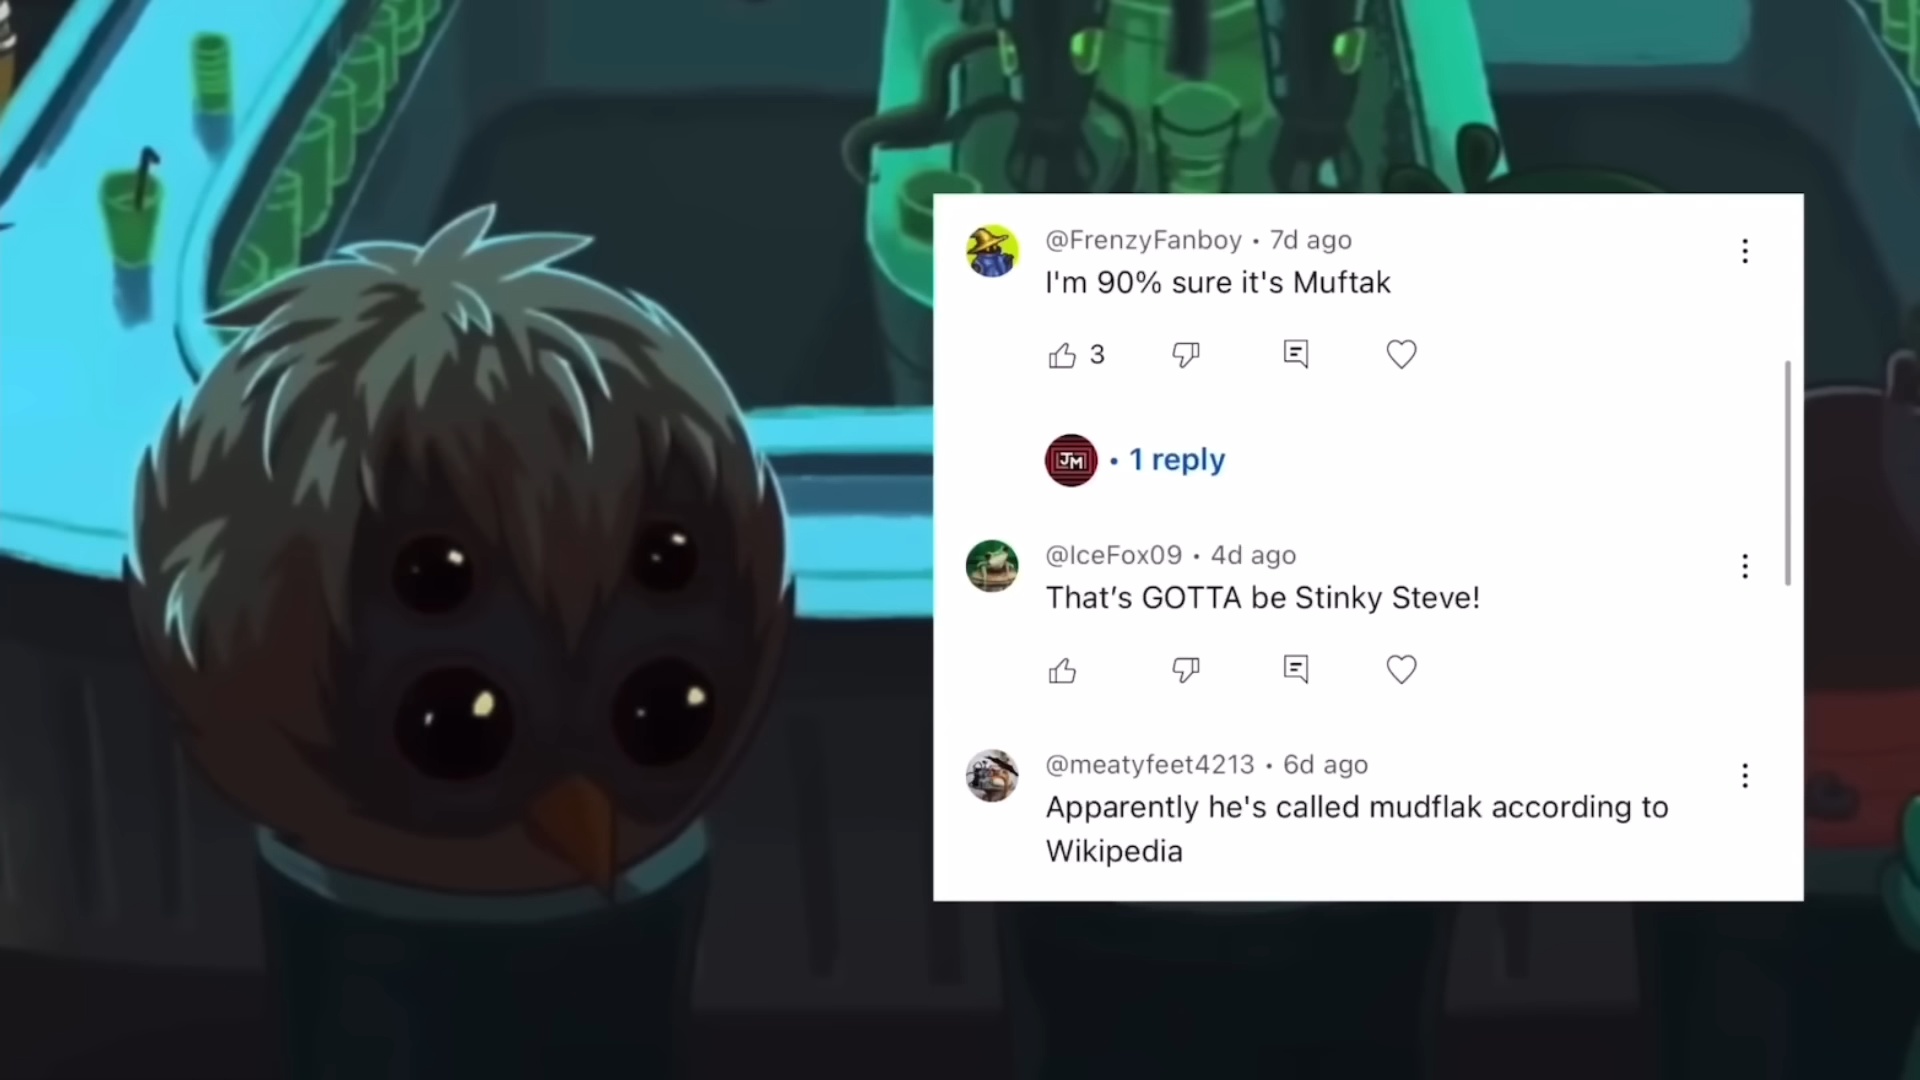 @FrenzyFanboy • 7d ago
I'm 90% sure it's Muftak
3
JM
• 1 reply
@IceFox09 • 4d ago
That’s GOTTA be Stinky Steve!
@meatyfeet4213 • 6d ago
Apparently he's called mudflak according to
Wikipedia